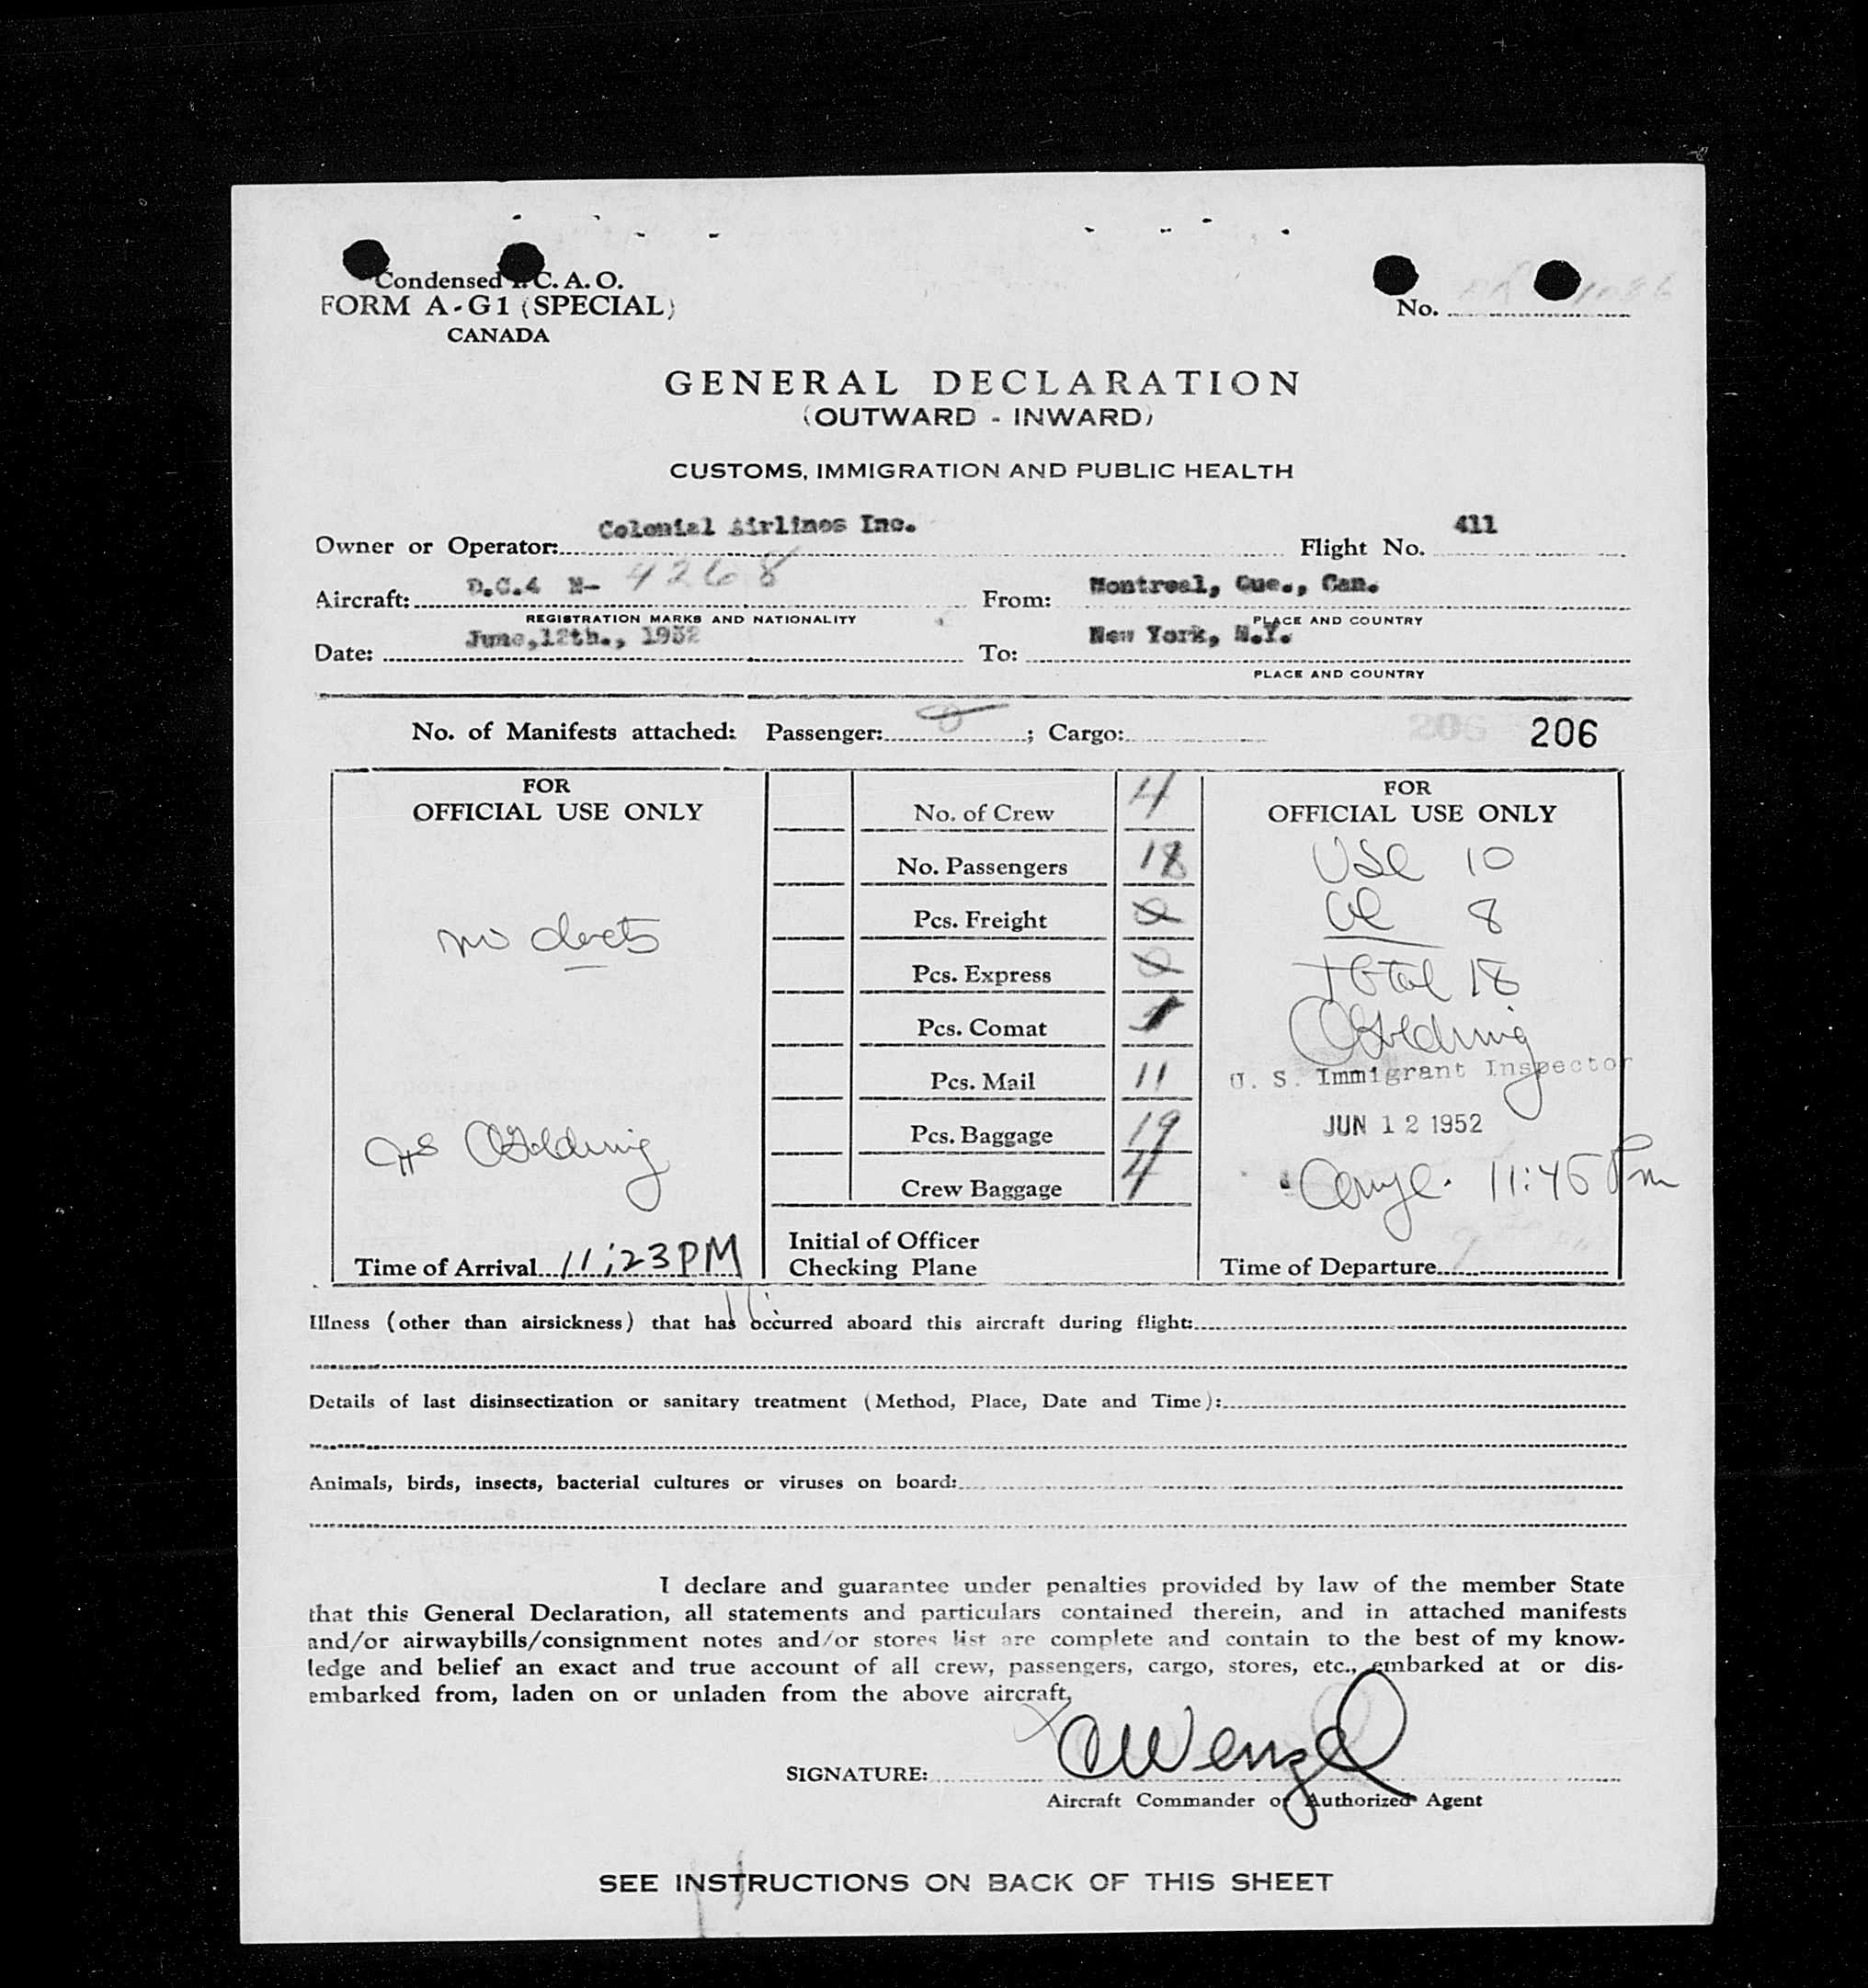 Condensed I. C. A. O.
FORM A-G1 (SPECIAL)
CANADA
No.
GENERAL DECLARATION
(OUTWARD - INWARD)
CUSTOMS, IMMIGRATION AND PUBLIC HEALTH
Owner or Operator: Colonial Airlines Inc. Flight No. 411
Aircraft: D.C.4 N- 4268 From: Montreal, Que., Can.
REGISTRATION MARKS AND NATIONALITY PLACE AND COUNTRY
Date: June,12th., 1952 To: New York, N.Y.
PLACE AND COUNTRY
No. of Manifests attached: Passenger: 0 ; Cargo: 206
FOR
OFFICIAL USE ONLY
no
Golding
Time of Arrival 11:23 PM
No. of Crew 4
No. Passengers 18
Pcs. Freight 0
Pcs. Express 0
Pcs. Comat
Pcs. Mail 11
Pcs. Baggage 19
Crew Baggage 4
Initial of Officer
Checking Plane
FOR
OFFICIAL USE ONLY
USC 10
8
Total 18
Golding
U. S. Immigrant Inspector
JUN 12 1952
11:45 Pm
Time of Departure
Illness (other than airsickness) that has occurred aboard this aircraft during flight:
Details of last disinsectization or sanitary treatment (Method, Place, Date and Time):
Animals, birds, insects, bacterial cultures or viruses on board:
I declare and guarantee under penalties provided by law of the member State
that this General Declaration, all statements and particulars contained therein, and in attached manifests
and/or airwaybills/consignment notes and/or stores list are complete and contain to the best of my know-
ledge and belief an exact and true account of all crew, passengers, cargo, stores, etc., embarked at or dis-
embarked from, laden on or unladen from the above aircraft.
SIGNATURE: Wenzel
Aircraft Commander or Authorized Agent
SEE INSTRUCTIONS ON BACK OF THIS SHEET